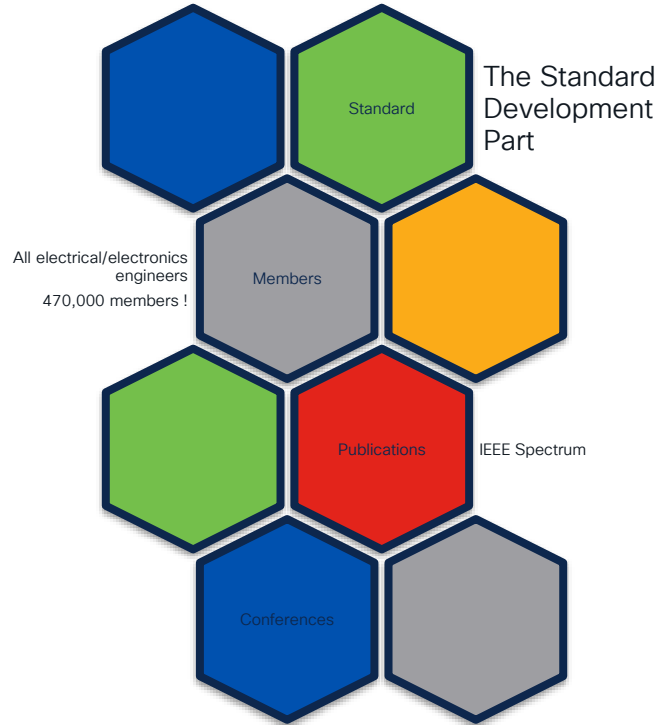 Standard
The Standard
Development
Part
All electrical/electronics
engineers
470,000 members !
Members
Publications
IEEE Spectrum
Conferences